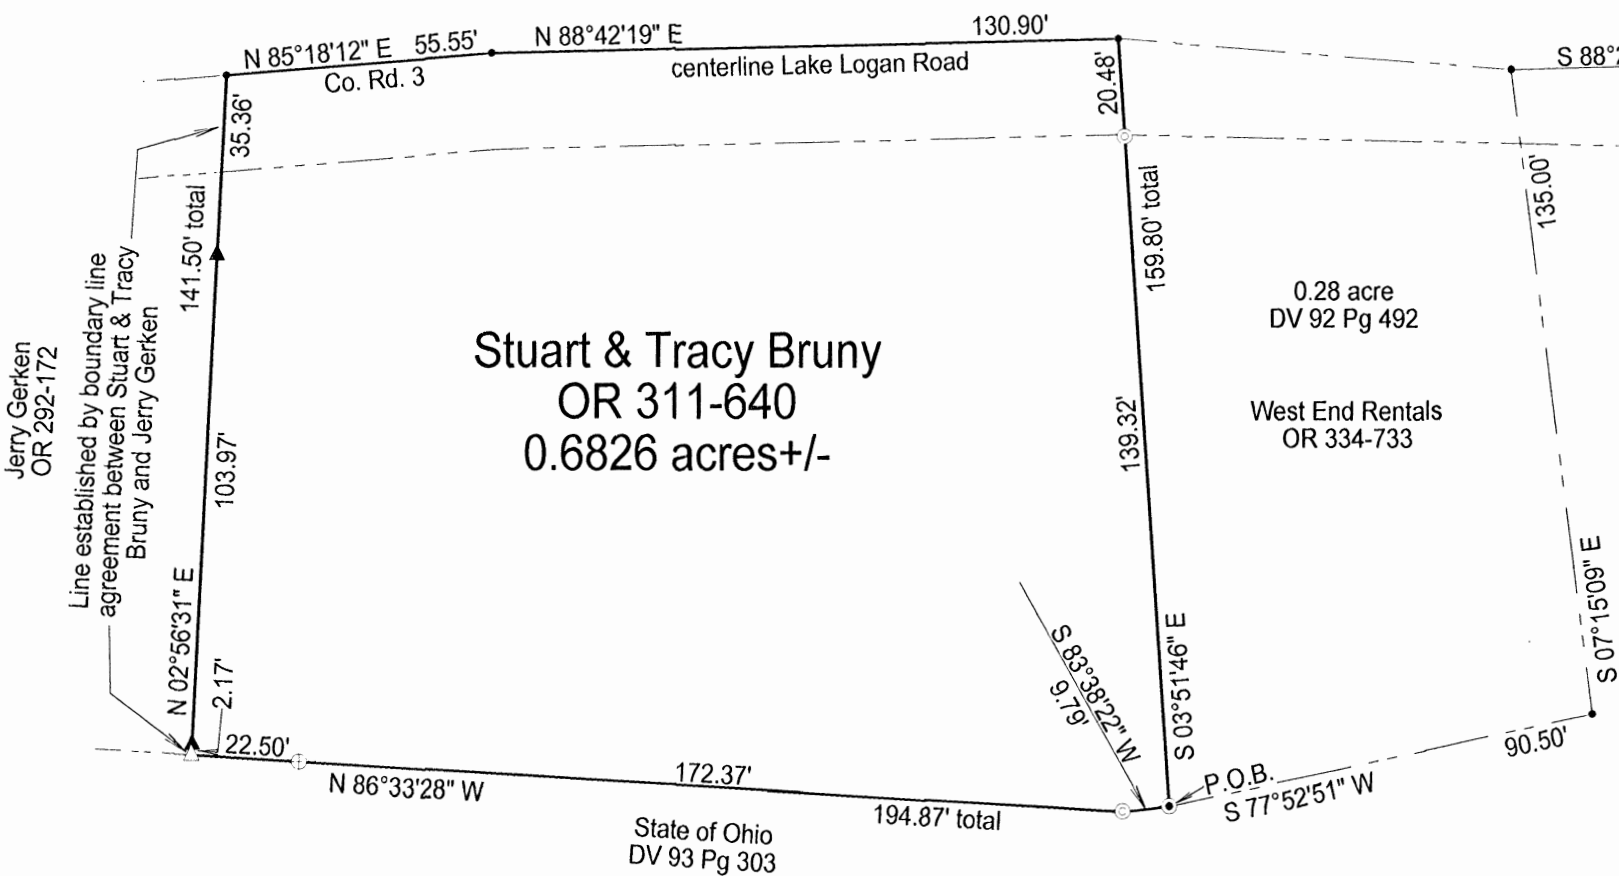 N 85°18'12" E 55.55'
Co. Rd. 3
N 88°42'19" E 130.90'
centerline Lake Logan Road
S 88°
35.36'
20.48'
141.50' total
159.80' total
135.00'
Jerry Gerken
OR 292-172
Line established by boundary line
agreement between Stuart & Tracy
Bruny and Jerry Gerken
Stuart & Tracy Bruny
OR 311-640
0.6826 acres+/-
0.28 acre
DV 92 Pg 492
West End Rentals
OR 334-733
103.97'
139.32'
N 02°56'31" E
2.17'
S 83°38'22" W
9.79'
S 03°51'46" E
S 07°15'09" E
22.50'
N 86°33'28" W
172.37'
194.87' total
P.O.B.
S 77°52'51" W
90.50'
State of Ohio
DV 93 Pg 303